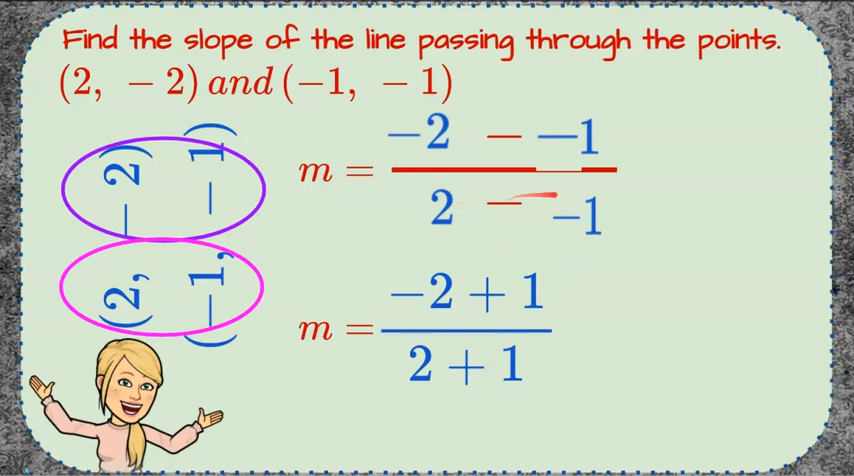 Find the slope of the line passing through the points.
(2, − 2) and (−1, − 1)
(2, − 2)
(−1, − 1)
m = (−2 − −1)/(2 − −1)
m = (−2 + 1)/(2 + 1)